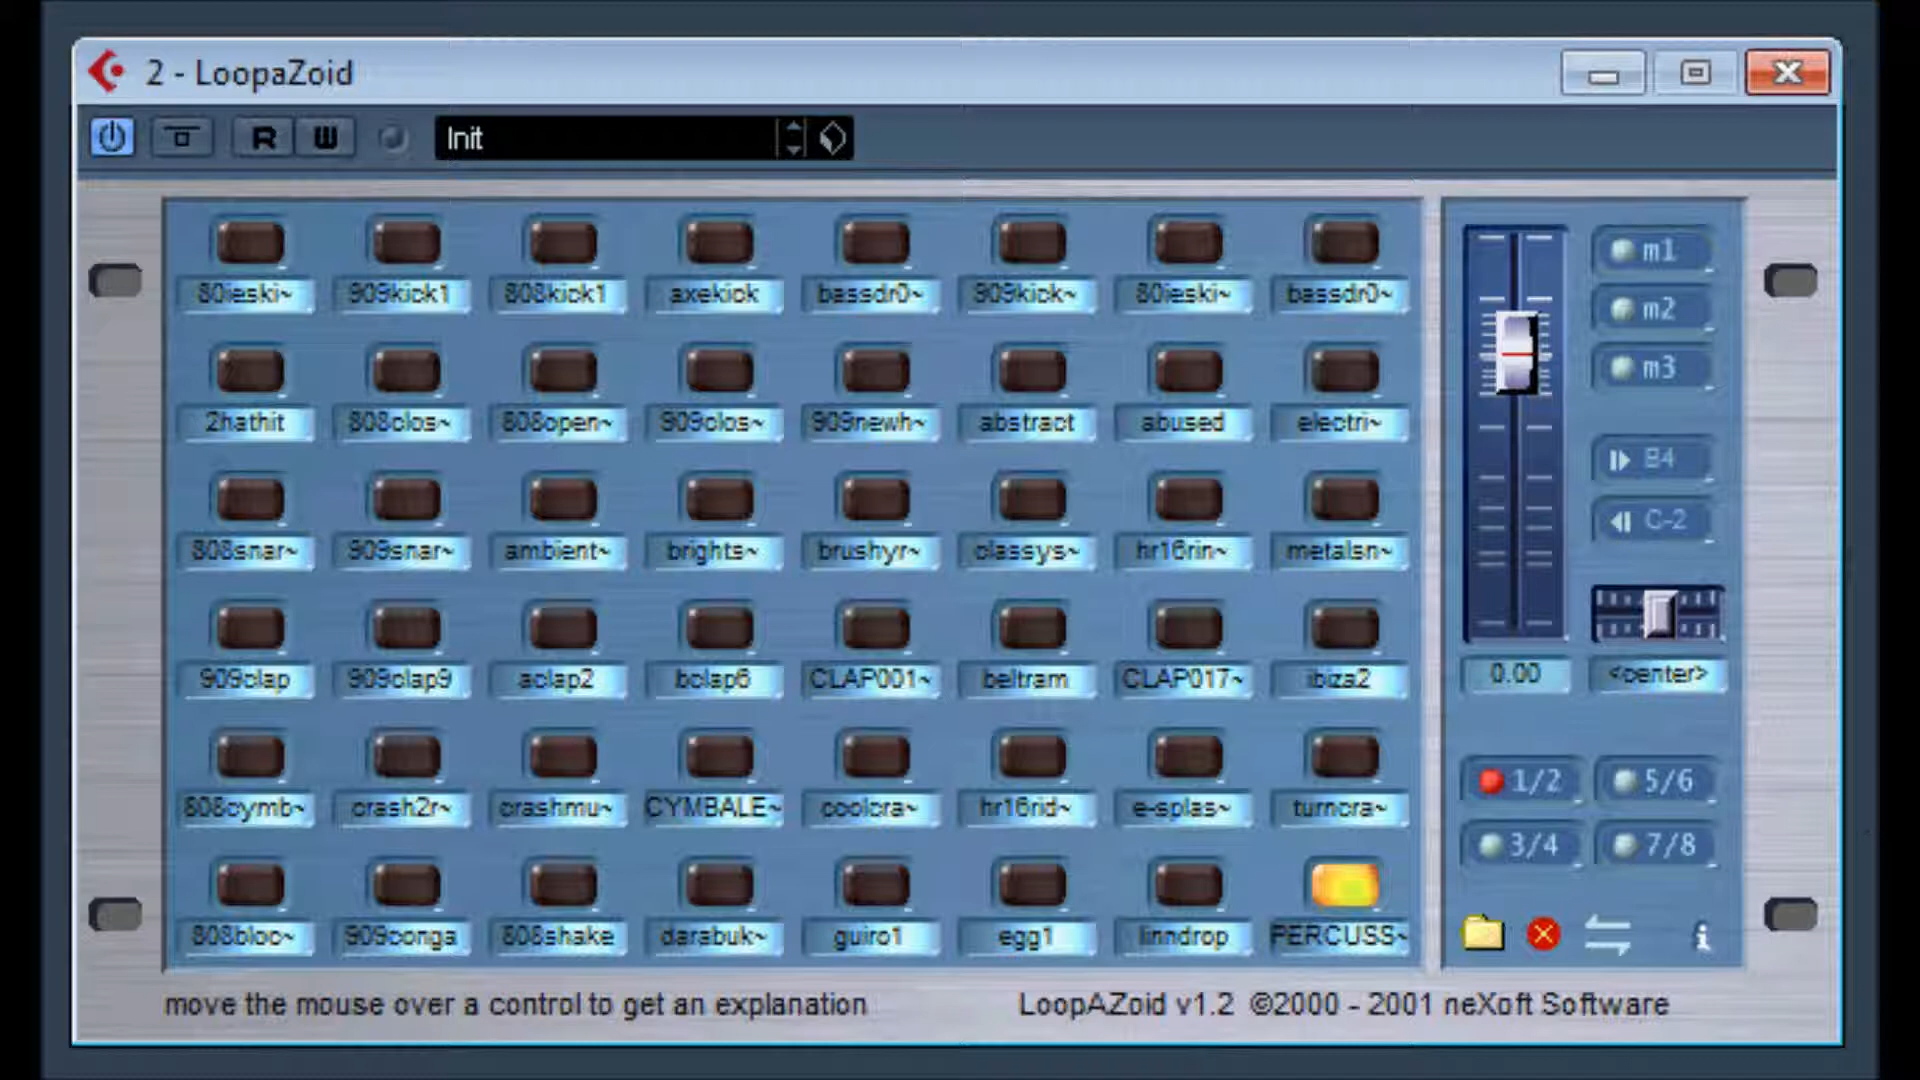 2 - LoopaZoid
R W Init
80ieski~ 909kick1 808kick1 axekick bassdr0~ 909kick~ 80ieski~ bassdr0~
m1
m2
m3
2hathit 808clos~ 808open~ 909clos~ 909newh~ abstract abused electri~
B4
C-2
808snar~ 909snar~ ambient~ brights~ brushyr~ classys~ hr16rin~ metalsn~
909clap 909clap9 aclap2 bclap6 CLAP001~ beltram CLAP017~ ibiza2
0.00 <center>
808cymb~ crash2r~ crashmu~ CYMBALE~ coolcra~ hr16rid~ e-splas~ turncra~
1/2 5/6
3/4 7/8
808bloc~ 909conga 808shake darabuk~ guiro1 egg1 linndrop PERCUSS~
i
move the mouse over a control to get an explanation
LoopAZoid v1.2 ©2000 - 2001 neXoft Software